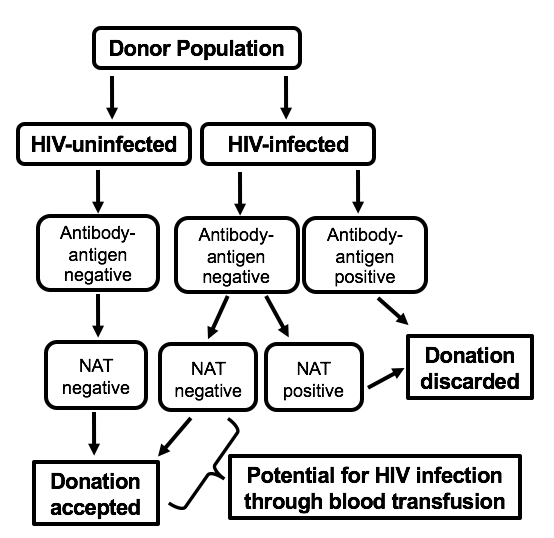 Donor Population
HIV-uninfected
HIV-infected
Antibody-
antigen
negative
Antibody-
antigen
negative
Antibody-
antigen
positive
NAT
negative
NAT
negative
NAT
positive
Donation
discarded
Donation
accepted
Potential for HIV infection
through blood transfusion